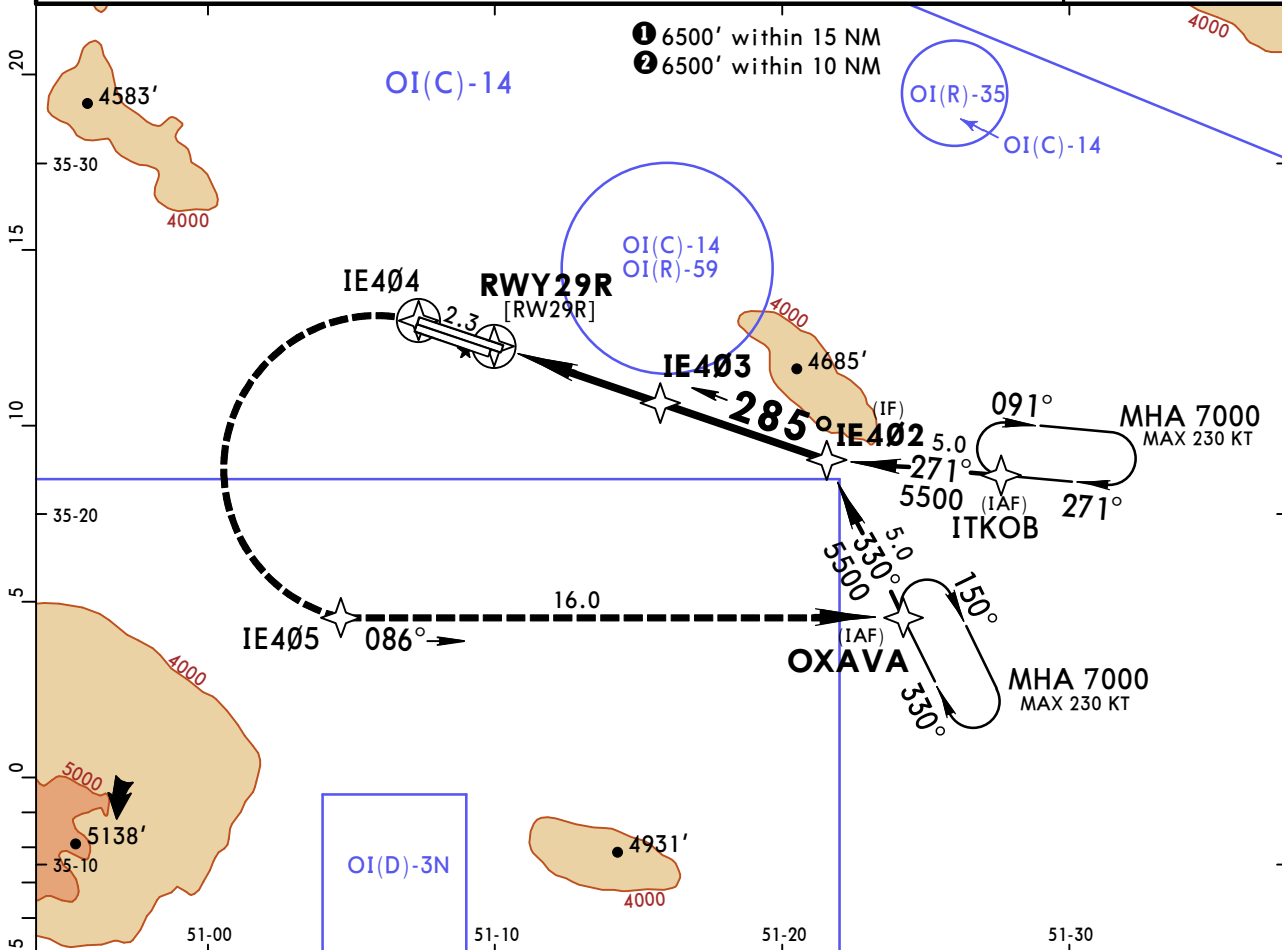 ❶ 6500' within 15 NM
❷ 6500' within 10 NM
4000
20
OI(C)-14
OI(R)-35
4583'
OI(C)-14
35-30
4000
15
OI(C)-14
OI(R)-59
IE4Ø4
RWY29R
[RW29R]
2.3
4000
IE4Ø3
4685'
285°
(IF)
IE4Ø2
091°
MHA 7000
MAX 230 KT
10
5.0
271°
5500
271°
(IAF)
ITKOB
35-20
5.0
330°
5500
150°
5
16.0
IE4Ø5
086°
(IAF)
OXAVA
330°
MHA 7000
MAX 230 KT
4000
0
5000
5138'
4931'
35-10
OI(D)-3N
4000
5
51-00
51-10
51-20
51-30